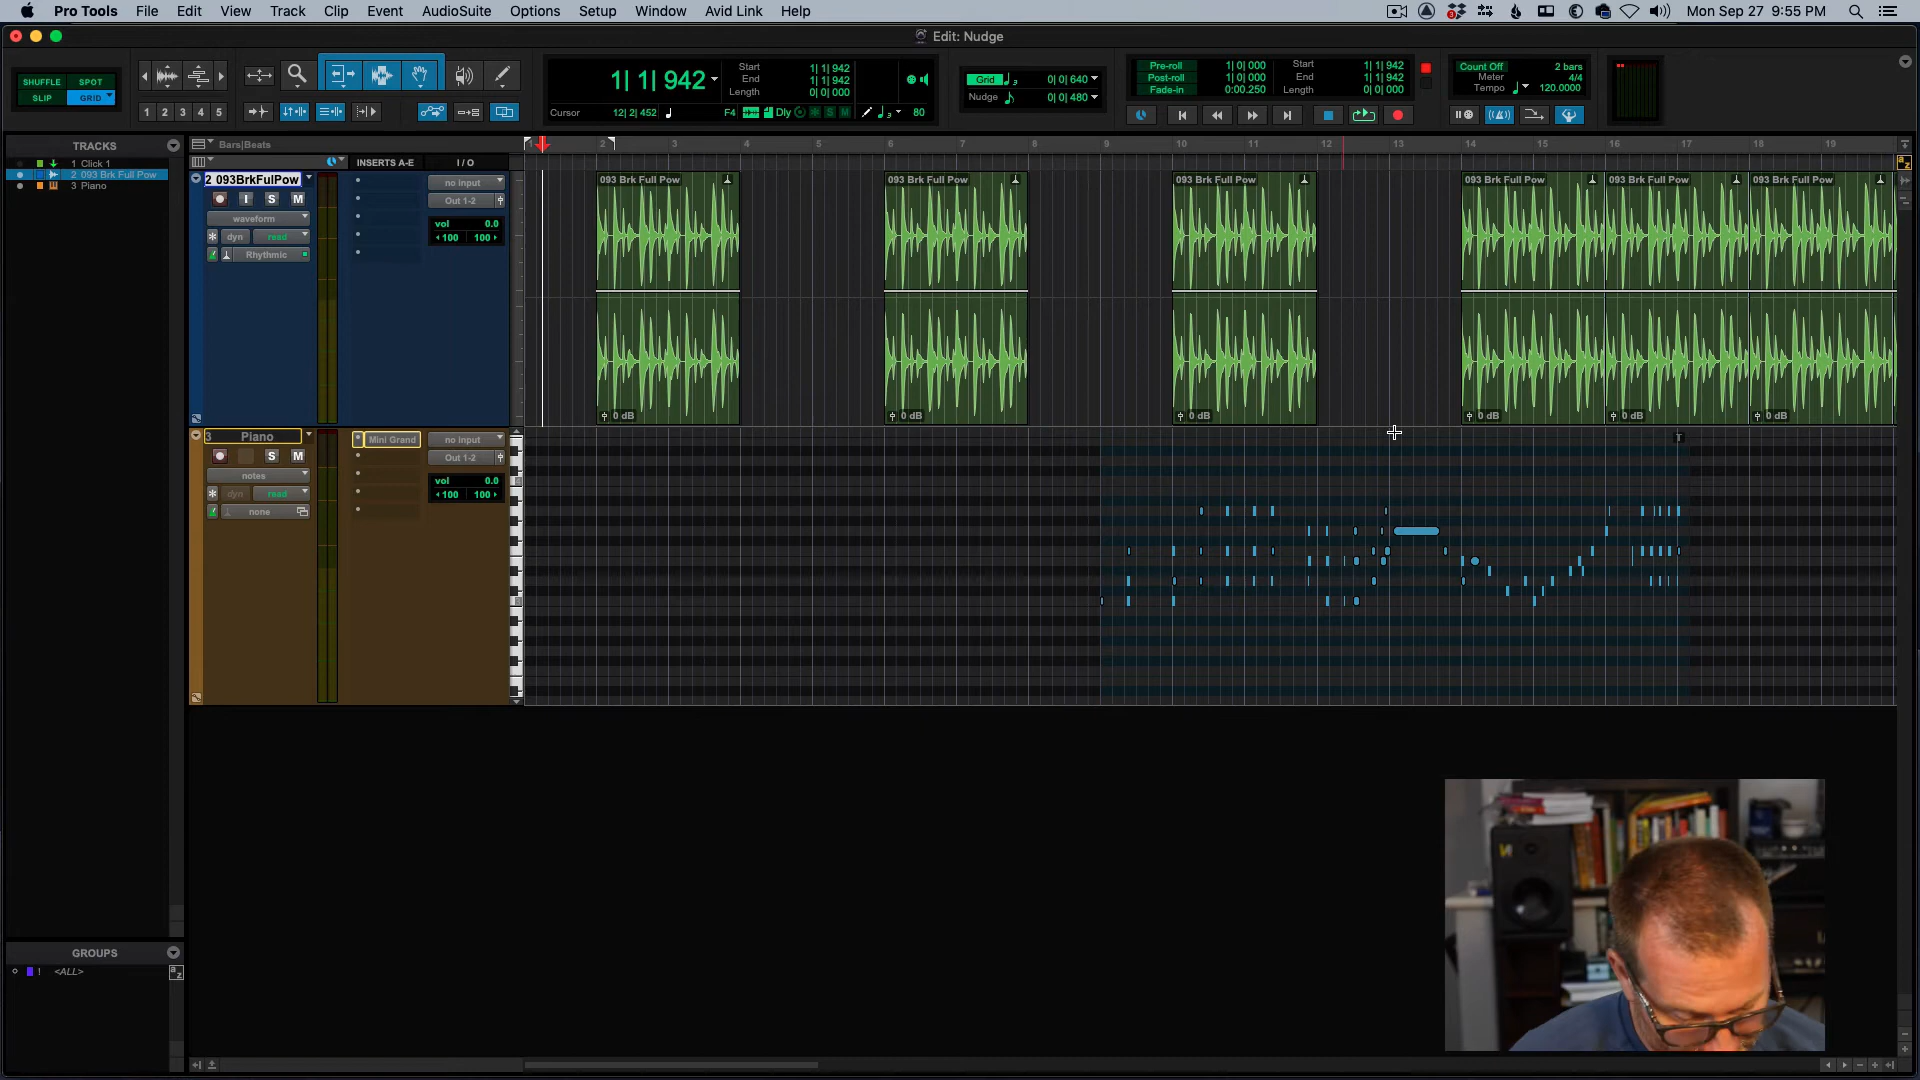 Pro Tools File Edit View Track Clip Event AudioSuite Options Setup Window Avid Link Help
3 Mon Sep 27 9:55 PM
Edit: Nudge
SHUFFLE SPOT
SLIP GRID
1 2 3 4 5
1| 1| 942
Start 1| 1| 942
End 1| 1| 942
Length 0| 0| 000
Cursor 12| 2| 452
F4 Dly S M
80
Grid 0| 0| 640
Nudge 0| 0| 480
Pre-roll 1| 0| 000
Post-roll 1| 0| 000
Fade-in 0:00.250
Start 1| 1| 942
End 1| 1| 942
Length 0| 0| 000
Count Off 2 bars
Meter 4/4
Tempo 120.0000
TRACKS
1 Click 1
2 093 Brk Full Pow
3 Piano
GROUPS
1 <ALL>
a
z
Bars|Beats
1 2 3 4 5 6 7 8 9 10 11 12 13 14 15 16 17 18 19
INSERTS A-E I / O
2 093BrkFulPow
I S M
waveform
dyn read
Rhythmic
no input
Out 1-2
vol 0.0
100 100
093 Brk Full Pow 093 Brk Full Pow 093 Brk Full Pow 093 Brk Full Pow 093 Brk Full Pow 093 Brk Full Pow
0 dB 0 dB 0 dB 0 dB 0 dB 0 dB
3 Piano
S M
notes
dyn read
none
Mini Grand
no input
Out 1-2
vol 0.0
100 100
T